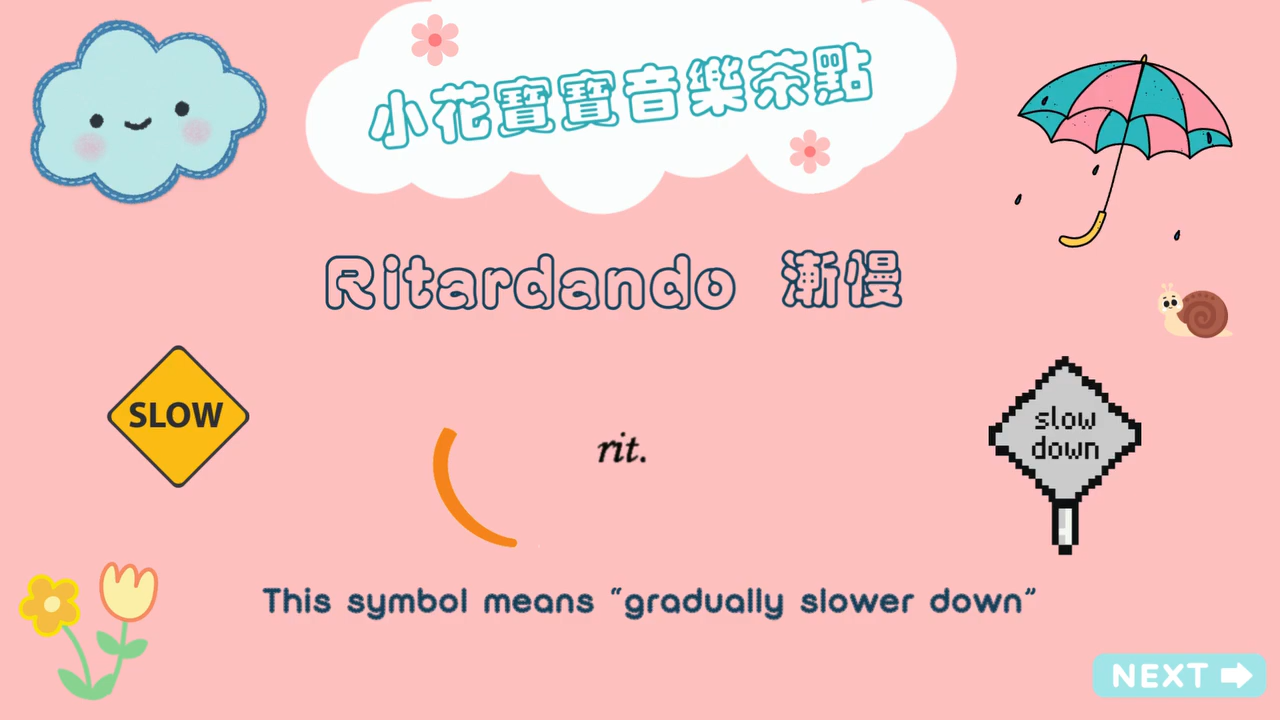 小花寶寶音樂茶點
Ritardando 漸慢
SLOW
rit.
slow
down
This symbol means “gradually slower down”
NEXT